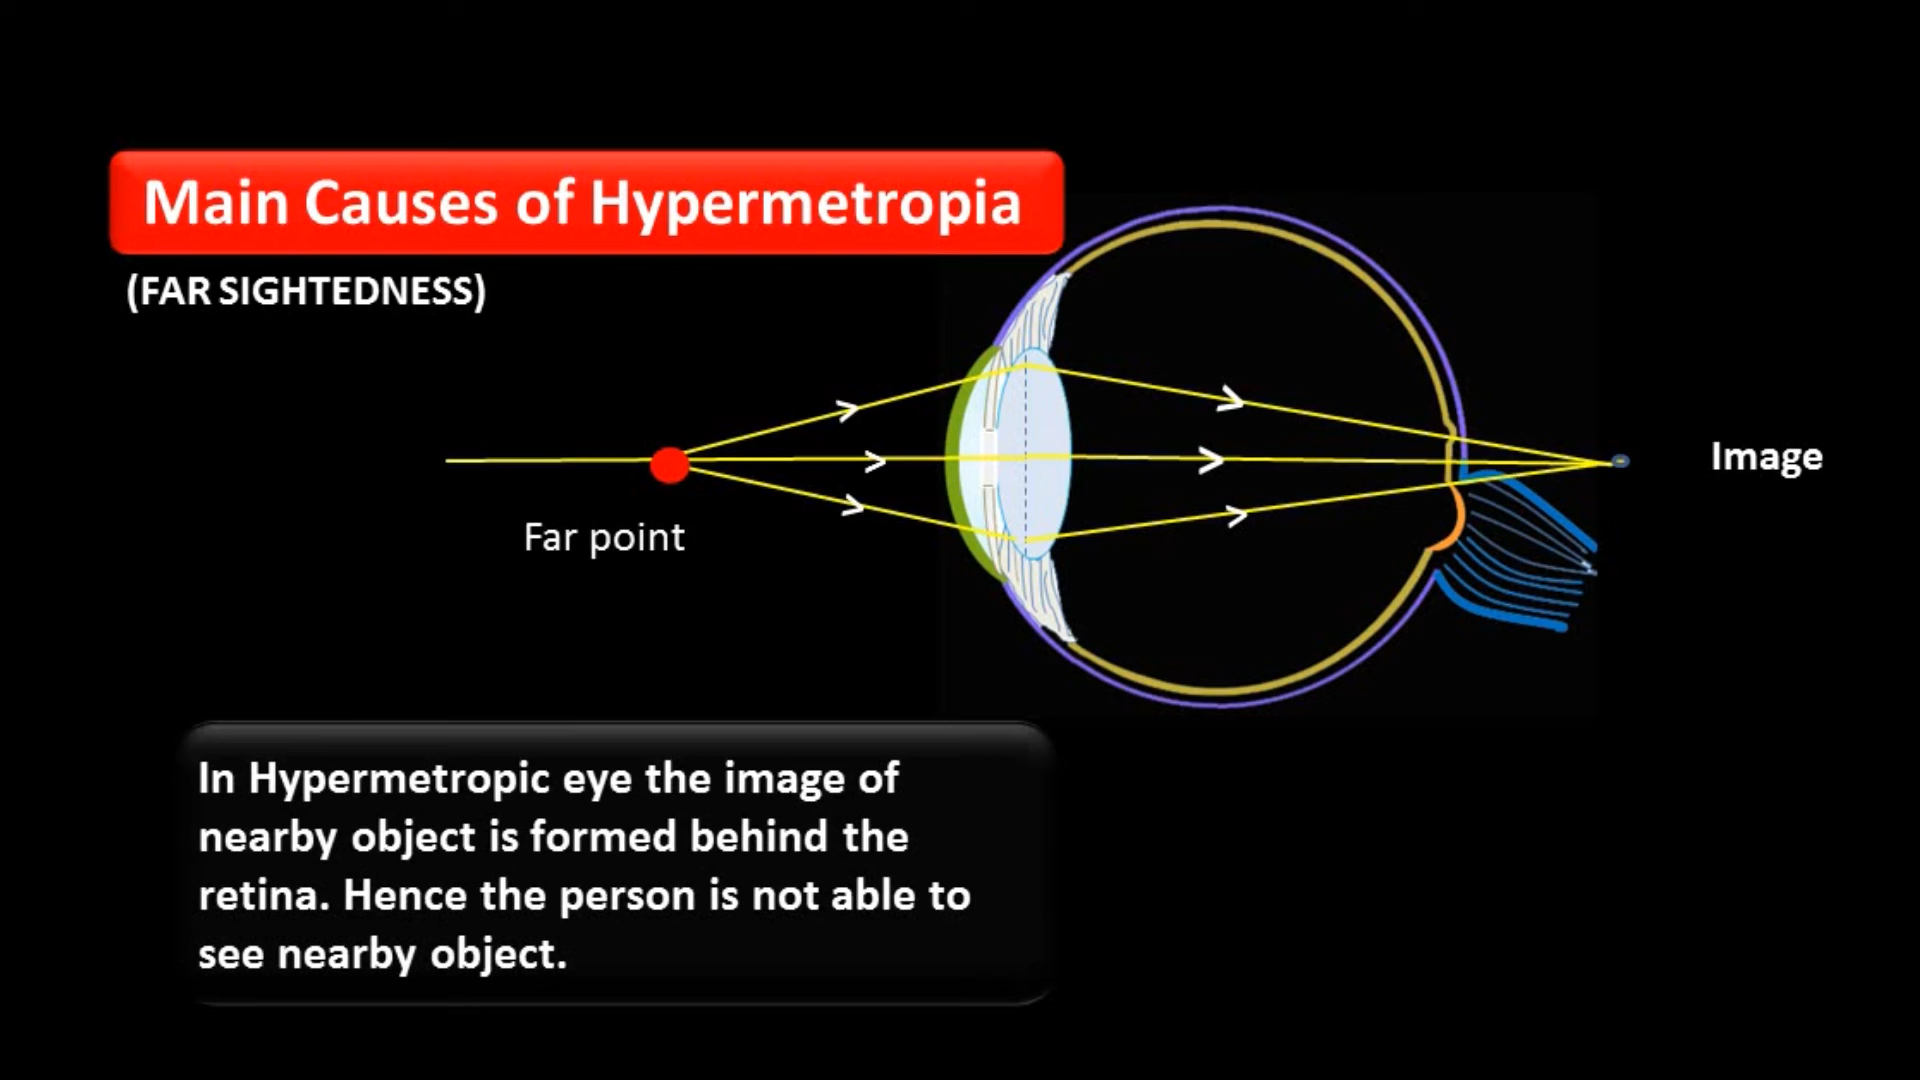 Main Causes of Hypermetropia
(FAR SIGHTEDNESS)
Image
Far point
In Hypermetropic eye the image of
nearby object is formed behind the
retina. Hence the person is not able to
see nearby object.